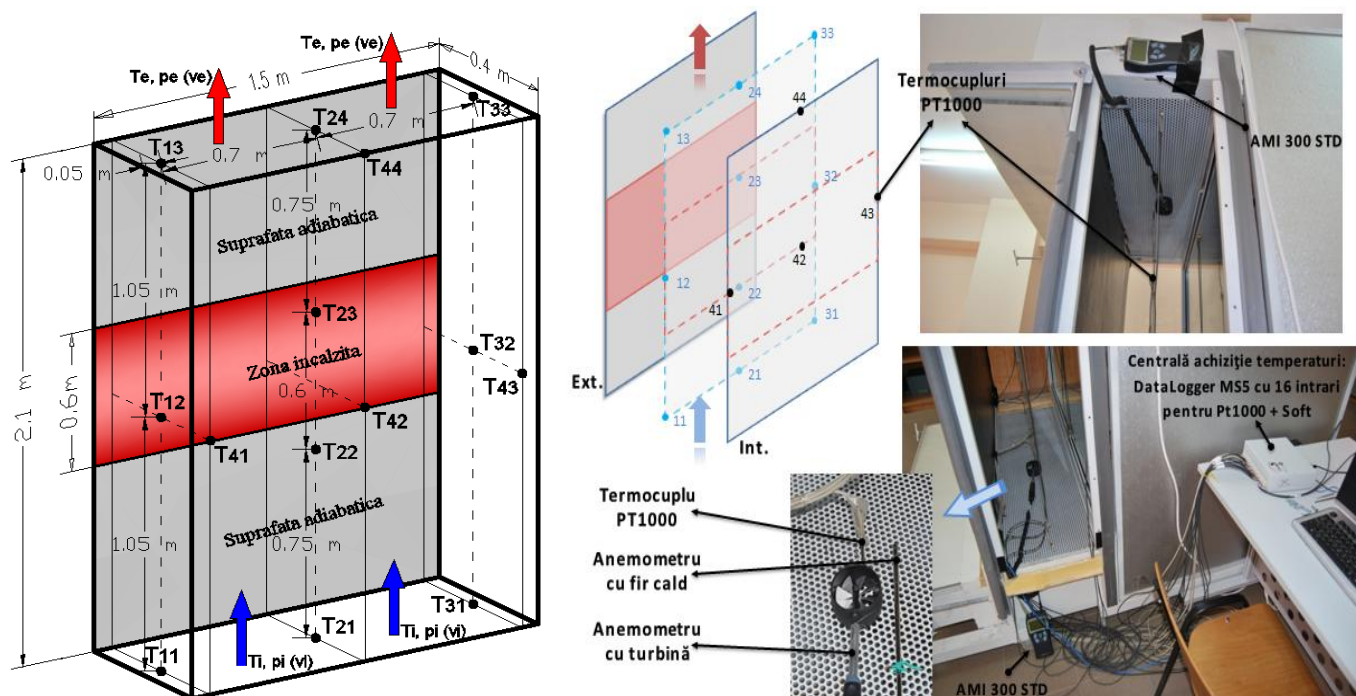 Te, pe (ve)
Te, pe (ve)
1.5 m
0.4 m
T33
T24
T13
0.7 m
0.7 m
T44
0.05 m
0.75 m
Suprafata adiabatica
2.1 m
1.05 m
0.6m
T23
Zona incalzita
T32
T43
T12
0.6 m
T42
T41
T22
Suprafata adiabatica
1.05 m
0.75 m
T31
Ti, pi (vi)
T21
Ti, pi (vi)
T11
33
24
44
13
23
32
43
12
42
41
22
31
21
11
Ext.
Int.
Termocupluri
PT1000
AMI 300 STD
Centrală achiziție temperaturi:
DataLogger MS5 cu 16 intrari
pentru Pt1000 + Soft
Termocuplu
PT1000
Anemometru
cu fir cald
Anemometru
cu turbină
AMI 300 STD